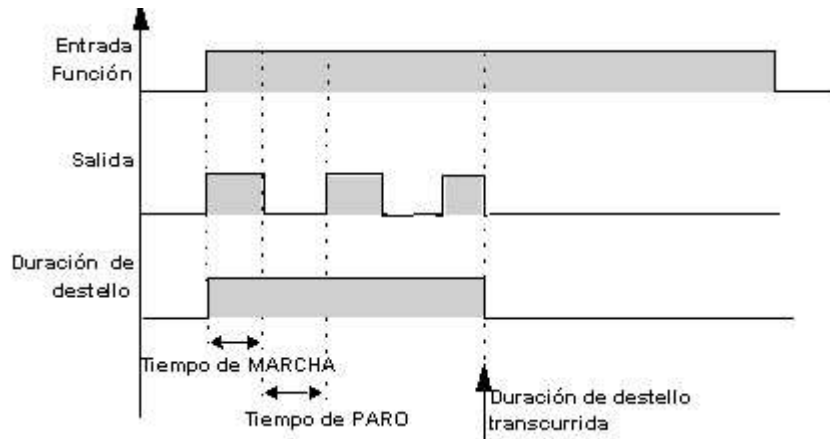 Entrada
Función
Salida
Duración de
destello
Tiempo de MARCHA
Tiempo de PARO
Duración de destello
transcurrida